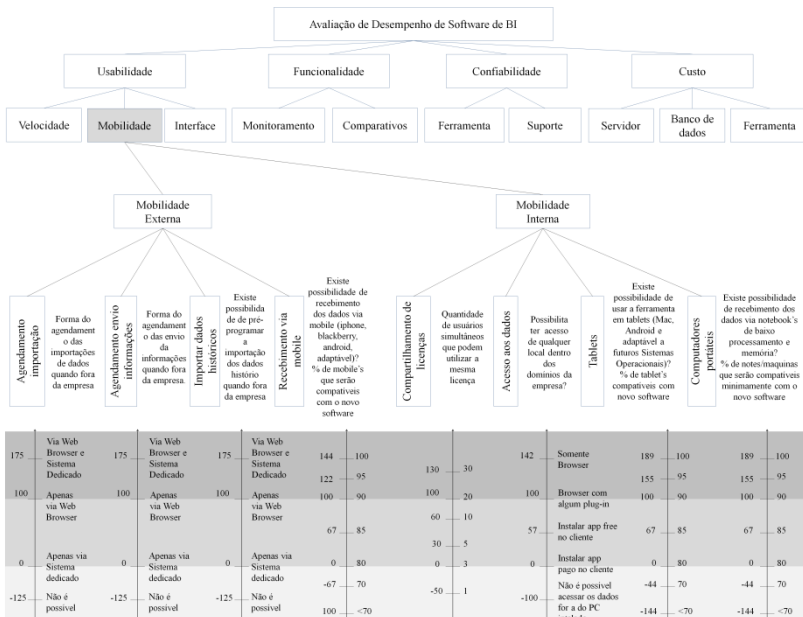 Avaliação de Desempenho de Software de BI
Usabilidade
Funcionalidade
Confiabilidade
Custo
Velocidade
Mobilidade
Interface
Monitoramento
Comparativos
Ferramenta
Suporte
Servidor
Banco de
dados
Ferramenta
Mobilidade
Externa
Mobilidade
Interna
Agendamento
importação
Forma do
agendament
o das
importações
de dados
quando fora
da empresa
Agendamento envio
informações
Forma do
agendament
o das envio
da
informações
quando fora
da empresa.
Importar dados
históricos
Existe
possibilida
de de pré-
programar
a
importação
dos dados
histório
quando fora
da empresa
Recebimento via
mobile
Existe
possibilidade de
recebimento
dos dados via
mobile (iphone,
blackberry,
android,
adaptável)?
% de mobile's
que serão
compatíveis
com o novo
software
Compartilhamento de
licenças
Quantidade
de usuários
simultâneos
que podem
utilizar a
mesma
licença
Acesso aos dados
Possibilita
ter acesso
de qualquer
local dentro
dos
domínios da
empresa?
Tablets
Existe
possibilidade de
usar a ferramenta
em tablets (Mac,
Android e
adaptável a
futuros Sistemas
Operacionais)?
% de tablet's
compatíveis com
novo software
Computadores
portáteis
Existe possibilidade
de recebimento dos
dados via notebook's
de baixo
processamento e
memória?
% de notes/maquinas
que serão compatíveis
minimamente com o
novo software
175
Via Web
Browser e
Sistema
Dedicado
100
Apenas
via Web
Browser
0
Apenas via
Sistema
dedicado
-125
Não é
possível
175
Via Web
Browser e
Sistema
Dedicado
100
Apenas
via Web
Browser
0
Apenas via
Sistema
dedicado
-125
Não é
possível
175
Via Web
Browser e
Sistema
Dedicado
100
Apenas
via Web
Browser
0
Apenas via
Sistema
dedicado
-125
Não é
possível
144 100
122 95
100 90
67 85
0 80
-67 70
100 <70
130 30
100 20
60 10
30 5
0 3
-50 1
142
Somente
Browser
100
Browser com
algum plug-in
57
Instalar app free
no cliente
0
Instalar app
pago no cliente
-100
Não é possivel
acessar os dados
for a do PC
189 100
155 95
100 90
67 85
0 80
-44 70
-144 <70
189 100
155 95
100 90
67 85
0 80
-44 70
-144 <70